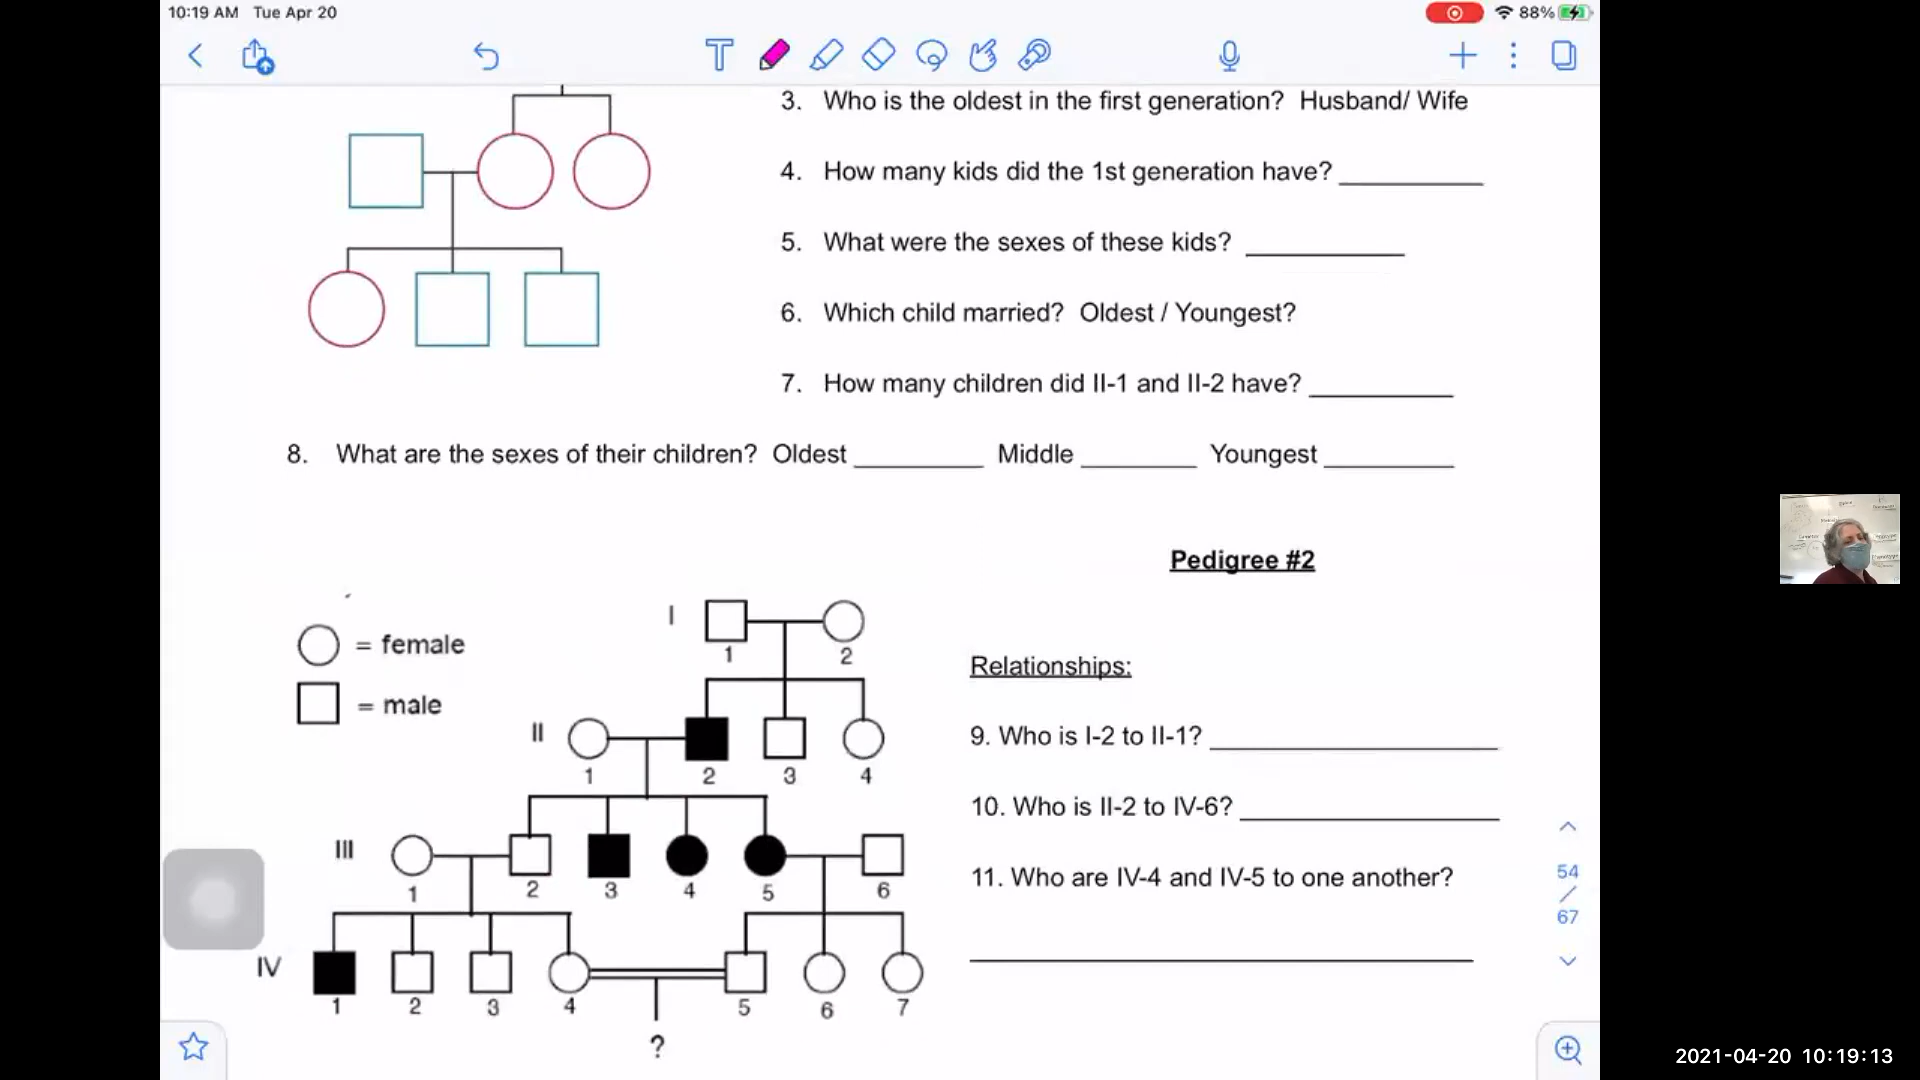 10:19 AM Tue Apr 20
88%
3. Who is the oldest in the first generation? Husband/ Wife
4. How many kids did the 1st generation have? __________
5. What were the sexes of these kids? ___________
6. Which child married? Oldest / Youngest?
7. How many children did II-1 and II-2 have? __________
8. What are the sexes of their children? Oldest _________ Middle ________ Youngest _________
Pedigree #2
= female
= male
I
1 2
II
1 2 3 4
III
1 2 3 4 5 6
IV
1 2 3 4 5 6 7
?
Relationships:
9. Who is I-2 to II-1? ____________________
10. Who is II-2 to IV-6? __________________
11. Who are IV-4 and IV-5 to one another?
___________________________________
54
/
67
2021-04-20 10:19:13